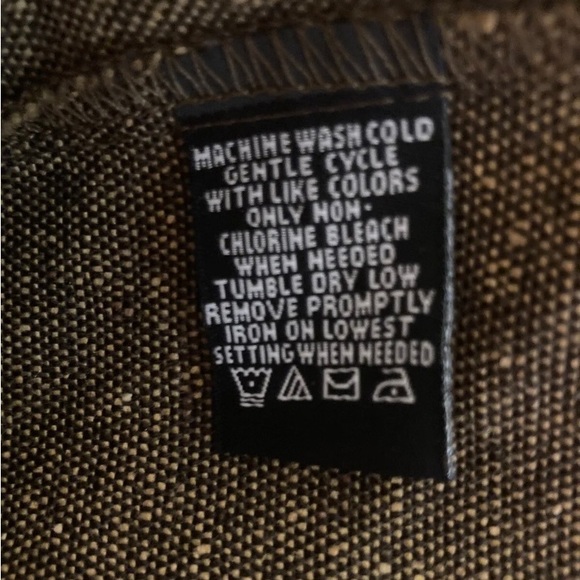 MACHINE WASH COLD
GENTLE CYCLE
WITH LIKE COLORS
ONLY NON-
CHLORINE BLEACH
WHEN NEEDED
TUMBLE DRY LOW
REMOVE PROMPTLY
IRON ON LOWEST
SETTING WHEN NEEDED